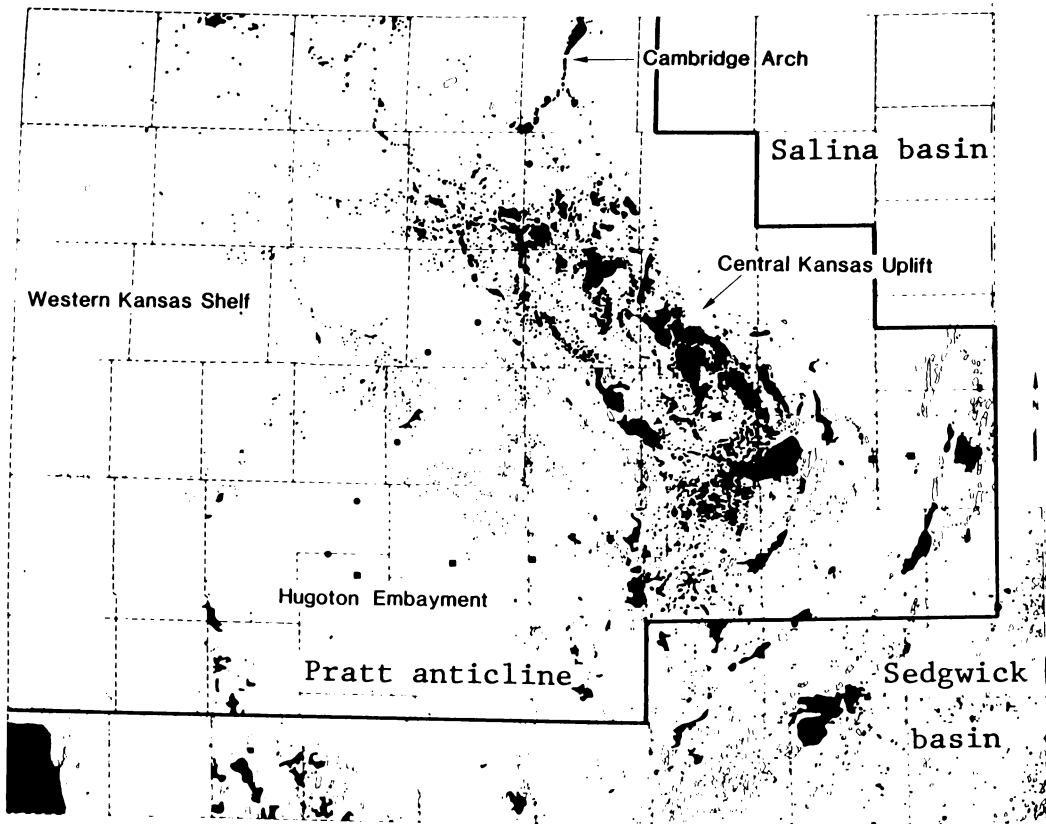 Cambridge Arch
Salina basin
Central Kansas Uplift
Western Kansas Shelf
N
Hugoton Embayment
Pratt anticline
Sedgwick
basin